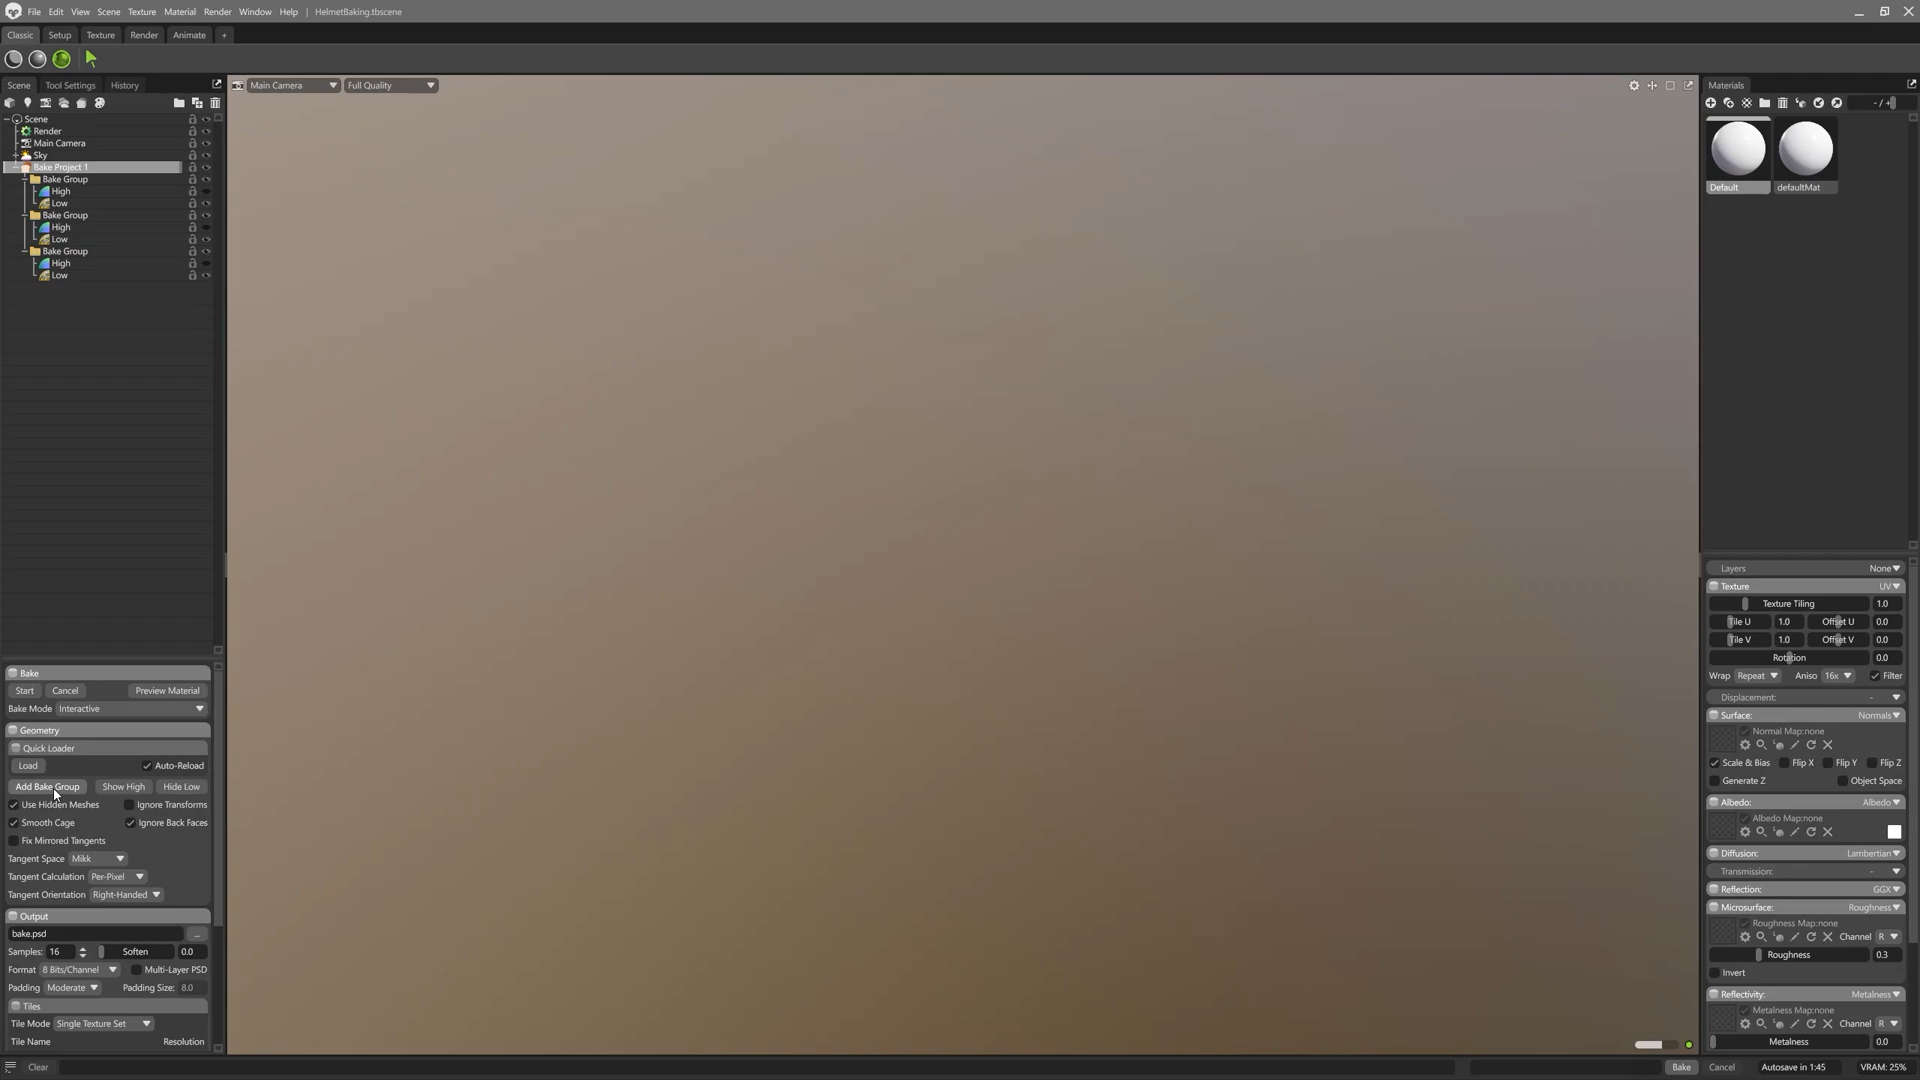 File Edit View Scene Texture Material Render Window Help HelmetBaking.tbscene
Classic Setup Texture Render Animate +
Scene Tool Settings History
Main Camera Full Quality
Materials
- / +
Scene
Render
Main Camera
Sky
Bake Project 1
Bake Group
High
Low
Bake Group
High
Low
Bake Group
High
Low
Default defaultMat
Bake
Start Cancel Preview Material
Bake Mode Interactive
Geometry
Quick Loader
Load Auto-Reload
Add Bake Group Show High Hide Low
Use Hidden Meshes Ignore Transforms
Smooth Cage Ignore Back Faces
Fix Mirrored Tangents
Tangent Space Mikk
Tangent Calculation Per-Pixel
Tangent Orientation Right-Handed
Output
bake.psd ...
Samples: 16 Soften 0.0
Format 8 Bits/Channel Multi-Layer PSD
Padding Moderate Padding Size: 8.0
Tiles
Tile Mode Single Texture Set
Tile Name Resolution
Layers None
Texture UV
Texture Tiling 1.0
Tile U 1.0 Offset U 0.0
Tile V 1.0 Offset V 0.0
Rotation 0.0
Wrap Repeat Aniso 16x Filter
Displacement: -
Surface: Normals
Normal Map:none
Scale & Bias Flip X Flip Y Flip Z
Generate Z Object Space
Albedo: Albedo
Albedo Map:none
Diffusion: Lambertian
Transmission: -
Reflection: GGX
Microsurface: Roughness
Roughness Map:none
Channel R
Roughness 0.3
Invert
Reflectivity: Metalness
Metalness Map:none
Channel R
Metalness 0.0
Clear Bake Cancel Autosave in 1:45 VRAM: 25%